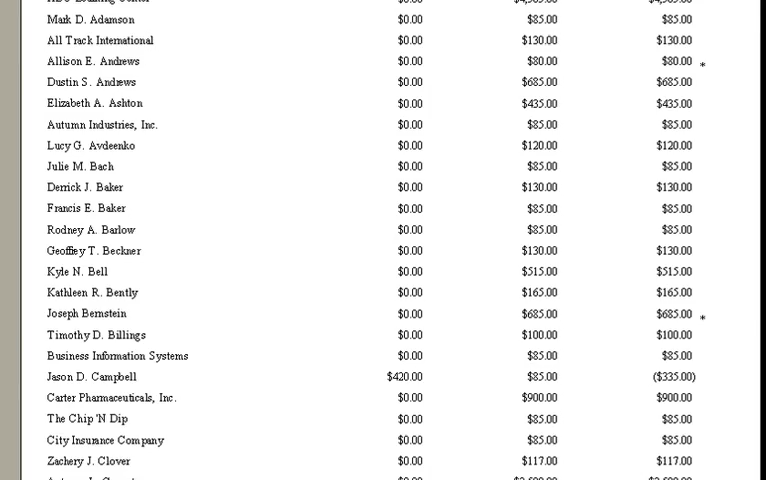 Mark D. Adamson $0.00 $85.00 $85.00
All Track International $0.00 $130.00 $130.00
Allison E. Andrews $0.00 $80.00 $80.00 *
Dustin S. Andrews $0.00 $685.00 $685.00
Elizabeth A. Ashton $0.00 $435.00 $435.00
Autumn Industries, Inc. $0.00 $85.00 $85.00
Lucy G. Avdeenko $0.00 $120.00 $120.00
Julie M. Bach $0.00 $85.00 $85.00
Derrick J. Baker $0.00 $130.00 $130.00
Francis E. Baker $0.00 $85.00 $85.00
Rodney A. Barlow $0.00 $85.00 $85.00
Geoffrey T. Beckner $0.00 $130.00 $130.00
Kyle N. Bell $0.00 $515.00 $515.00
Kathleen R. Bently $0.00 $165.00 $165.00
Joseph Bernstein $0.00 $685.00 $685.00 *
Timothy D. Billings $0.00 $100.00 $100.00
Business Information Systems $0.00 $85.00 $85.00
Jason D. Campbell $420.00 $85.00 ($335.00)
Carter Pharmaceuticals, Inc. $0.00 $900.00 $900.00
The Chip 'N Dip $0.00 $85.00 $85.00
City Insurance Company $0.00 $85.00 $85.00
Zachery J. Clover $0.00 $117.00 $117.00